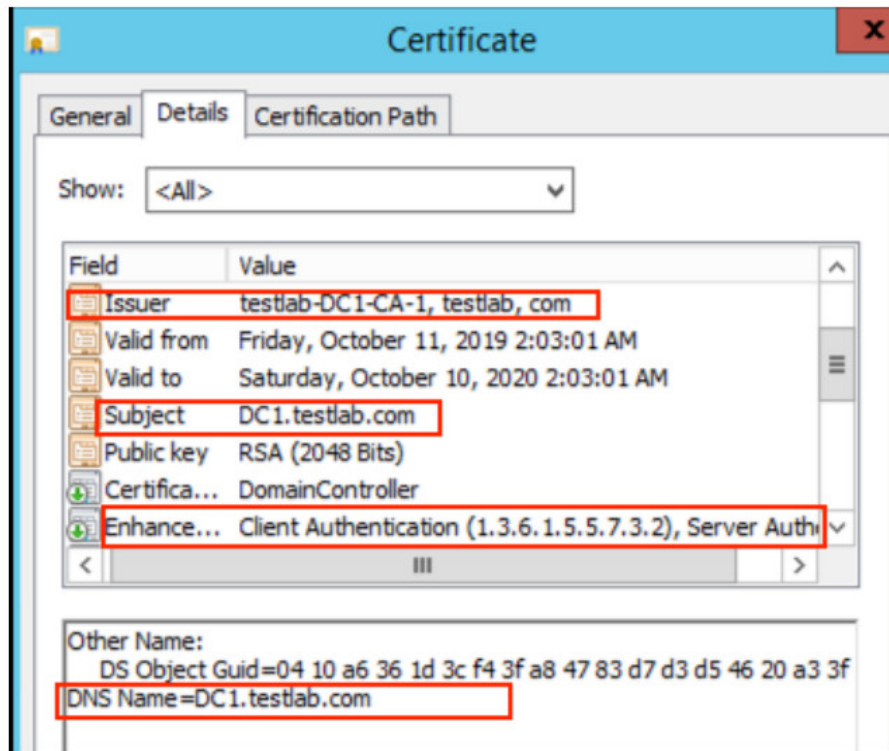 Certificate
x
General Details Certification Path
Show: <All>
Field Value
Issuer testlab-DC1-CA-1, testlab, com
Valid from Friday, October 11, 2019 2:03:01 AM
Valid to Saturday, October 10, 2020 2:03:01 AM
Subject DC1.testlab.com
Public key RSA (2048 Bits)
Certifica... DomainController
Enhance... Client Authentication (1.3.6.1.5.5.7.3.2), Server Authe
Other Name:
DS Object Guid=04 10 a6 36 1d 3c f4 3f a8 47 83 d7 d3 d5 46 20 a3 3f
DNS Name=DC1.testlab.com